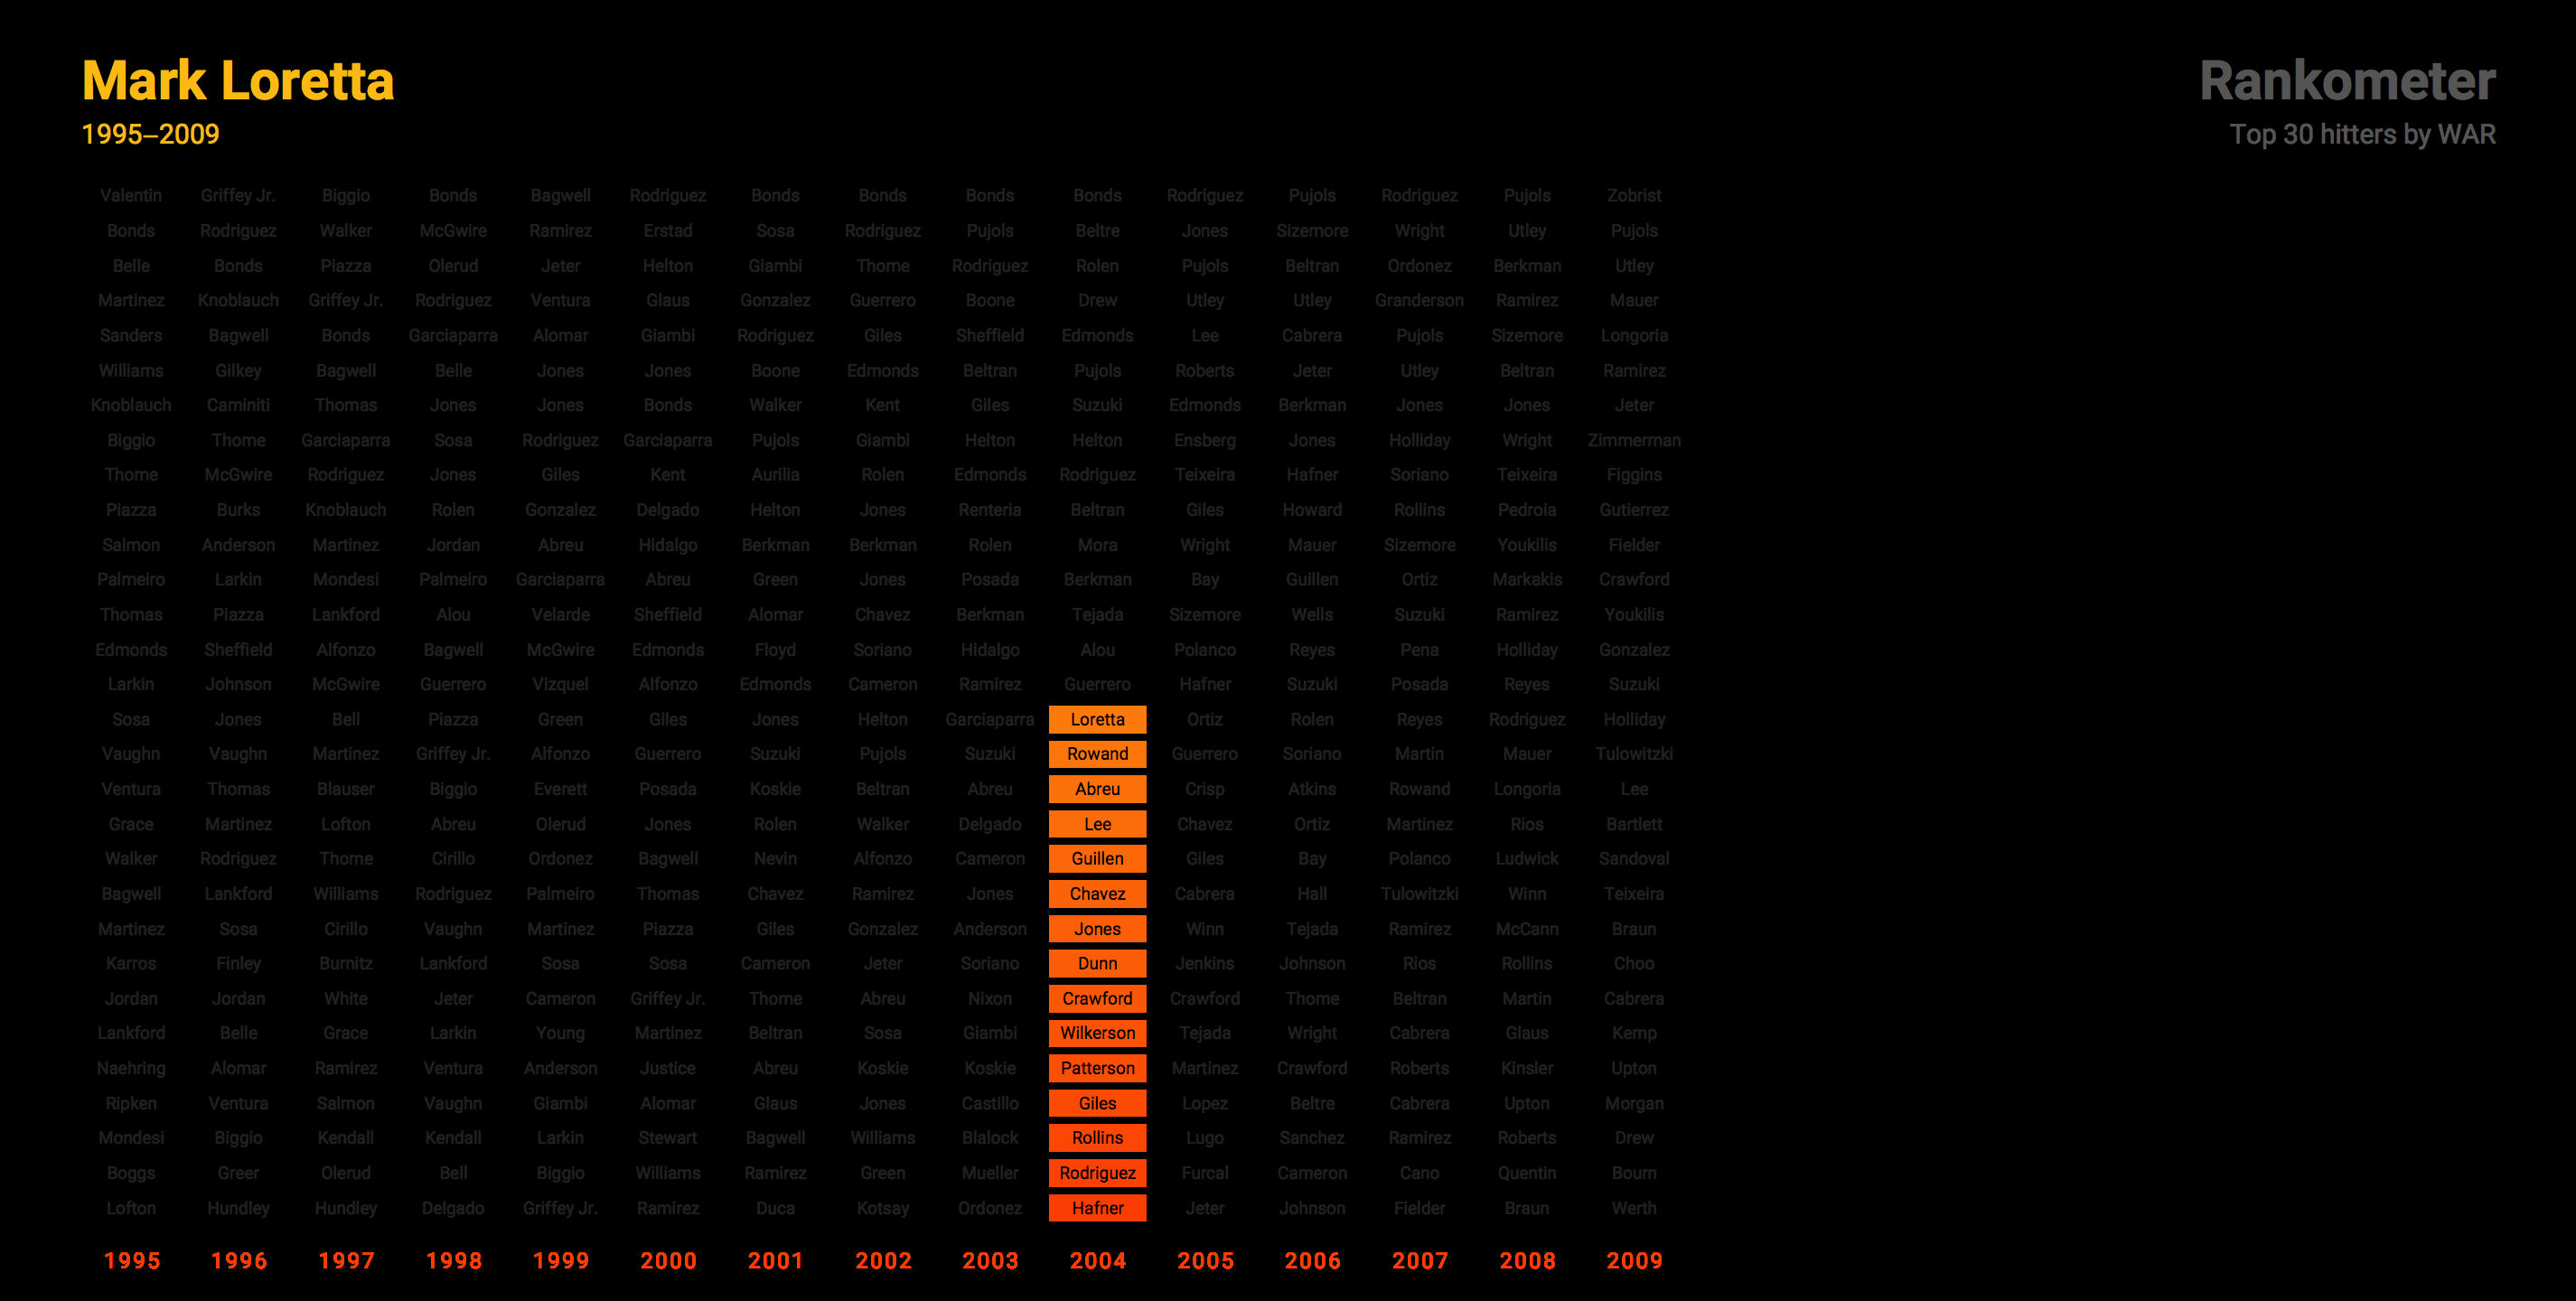 Mark Loretta
1995–2009
Rankometer
Top 30 hitters by WAR
Valentin Griffey Jr. Biggio Bonds Bagwell Rodriguez Bonds Bonds Bonds Bonds Rodriguez Pujols Rodriguez Pujols Zobrist
Bonds Rodriguez Walker McGwire Ramirez Erstad Sosa Rodriguez Pujols Beltre Jones Sizemore Wright Utley Pujols
Belle Bonds Piazza Olerud Jeter Helton Giambi Thome Rodriguez Rolen Pujols Beltran Ordonez Berkman Utley
Martinez Knoblauch Griffey Jr. Rodriguez Ventura Glaus Gonzalez Guerrero Boone Drew Utley Utley Granderson Ramirez Mauer
Sanders Bagwell Bonds Garciaparra Alomar Giambi Rodriguez Giles Sheffield Edmonds Lee Cabrera Pujols Sizemore Longoria
Williams Gilkey Bagwell Belle Jones Jones Boone Edmonds Beltran Pujols Roberts Jeter Utley Beltran Ramirez
Knoblauch Caminiti Thomas Jones Jones Bonds Walker Kent Giles Suzuki Edmonds Berkman Jones Jones Jeter
Biggio Thome Garciaparra Sosa Rodriguez Garciaparra Pujols Giambi Helton Helton Ensberg Jones Holliday Wright Zimmerman
Thome McGwire Rodriguez Jones Giles Kent Aurilia Rolen Edmonds Rodriguez Teixeira Hafner Soriano Teixeira Figgins
Piazza Burks Knoblauch Rolen Gonzalez Delgado Helton Jones Renteria Beltran Giles Howard Rollins Pedroia Gutierrez
Salmon Anderson Martinez Jordan Abreu Hidalgo Berkman Berkman Rolen Mora Wright Mauer Sizemore Youkilis Fielder
Palmeiro Larkin Mondesi Palmeiro Garciaparra Abreu Green Jones Posada Berkman Bay Guillen Ortiz Markakis Crawford
Thomas Piazza Lankford Alou Velarde Sheffield Alomar Chavez Berkman Tejada Sizemore Wells Suzuki Ramirez Youkilis
Edmonds Sheffield Alfonzo Bagwell McGwire Edmonds Floyd Soriano Hidalgo Alou Polanco Reyes Pena Holliday Gonzalez
Larkin Johnson McGwire Guerrero Vizquel Alfonzo Edmonds Cameron Ramirez Guerrero Hafner Suzuki Posada Reyes Suzuki
Sosa Jones Bell Piazza Green Giles Jones Helton Garciaparra Loretta Ortiz Rolen Reyes Rodriguez Holliday
Vaughn Vaughn Martinez Griffey Jr. Alfonzo Guerrero Suzuki Pujols Suzuki Rowand Guerrero Soriano Martin Mauer Tulowitzki
Ventura Thomas Blauser Biggio Everett Posada Koskie Beltran Abreu Abreu Crisp Atkins Rowand Longoria Lee
Grace Martinez Lofton Abreu Olerud Jones Rolen Walker Delgado Lee Chavez Ortiz Martinez Rios Bartlett
Walker Rodriguez Thome Cirillo Ordonez Bagwell Nevin Alfonzo Cameron Guillen Giles Bay Polanco Ludwick Sandoval
Bagwell Lankford Williams Rodriguez Palmeiro Thomas Chavez Ramirez Jones Chavez Cabrera Hall Tulowitzki Winn Teixeira
Martinez Sosa Cirillo Vaughn Martinez Piazza Giles Gonzalez Anderson Jones Winn Tejada Ramirez McCann Braun
Karros Finley Burnitz Lankford Sosa Sosa Cameron Jeter Soriano Dunn Jenkins Johnson Rios Rollins Choo
Jordan Jordan White Jeter Cameron Griffey Jr. Thome Abreu Nixon Crawford Crawford Thome Beltran Martin Cabrera
Lankford Belle Grace Larkin Young Martinez Beltran Sosa Giambi Wilkerson Tejada Wright Cabrera Glaus Kemp
Naehring Alomar Ramirez Ventura Anderson Justice Abreu Koskie Koskie Patterson Martinez Crawford Roberts Kinsler Upton
Ripken Ventura Salmon Vaughn Giambi Alomar Glaus Jones Castillo Giles Lopez Beltre Cabrera Upton Morgan
Mondesi Biggio Kendall Kendall Larkin Stewart Bagwell Williams Blalock Rollins Lugo Sanchez Ramirez Roberts Drew
Boggs Greer Olerud Bell Biggio Williams Ramirez Green Mueller Rodriguez Furcal Cameron Cano Quentin Bourn
Lofton Hundley Hundley Delgado Griffey Jr. Ramirez Duca Kotsay Ordonez Hafner Jeter Johnson Fielder Braun Werth
1995 1996 1997 1998 1999 2000 2001 2002 2003 2004 2005 2006 2007 2008 2009